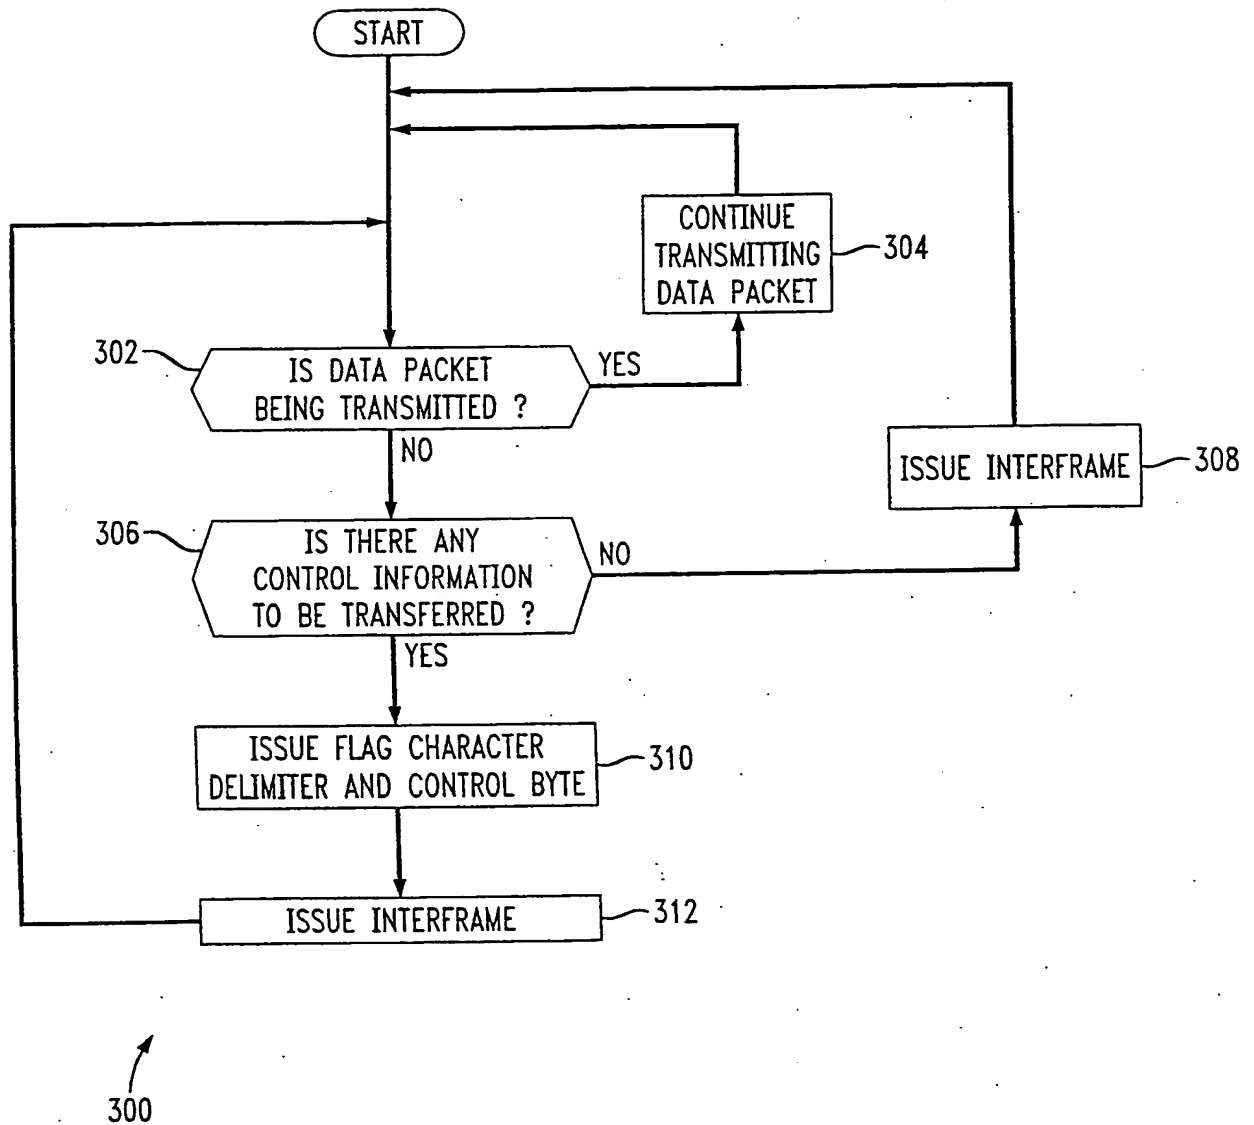 START
CONTINUE
TRANSMITTING
DATA PACKET
304
302
IS DATA PACKET
BEING TRANSMITTED ?
YES
NO
ISSUE INTERFRAME
308
306
IS THERE ANY
CONTROL INFORMATION
TO BE TRANSFERRED ?
NO
YES
ISSUE FLAG CHARACTER
DELIMITER AND CONTROL BYTE
310
ISSUE INTERFRAME
312
300